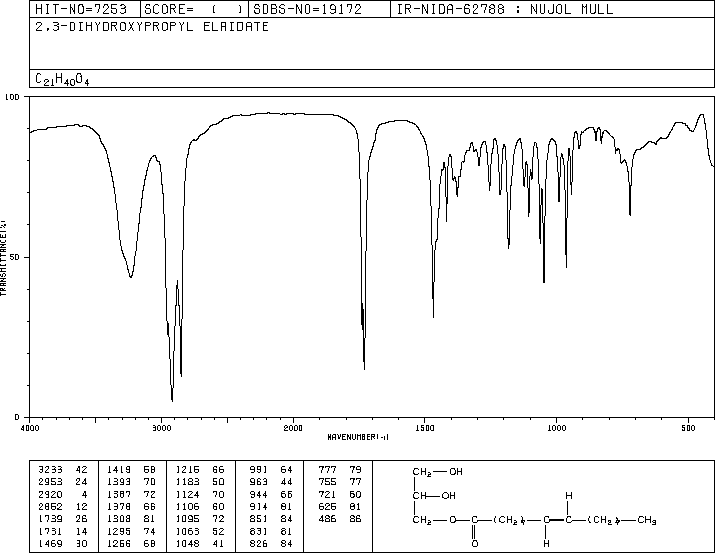 HIT-NO=7253 SCORE= ( ) SDBS-NO=19172 IR-NIDA-62788 : NUJOL MULL
2,3-DIHYDROXYPROPYL ELAIDATE
C21H40O4
100
50
0
TRANSMITTANCE(%)
4000 3000 2000 1500 1000 500
WAVENUMBER(-1)
3233 42 1419 60 1216 66 991 64 777 79
2953 24 1393 70 1183 50 963 44 755 77
2920 4 1387 72 1124 70 944 66 721 60
2852 12 1378 66 1106 60 914 81 625 81
1739 26 1308 81 1095 72 851 84 486 86
1731 14 1295 74 1063 52 831 81
1469 30 1256 68 1048 41 826 84
CH2—OH
CH—OH H
CH2—O—C—(CH2)7—C=C—(CH2)7—CH3
O H